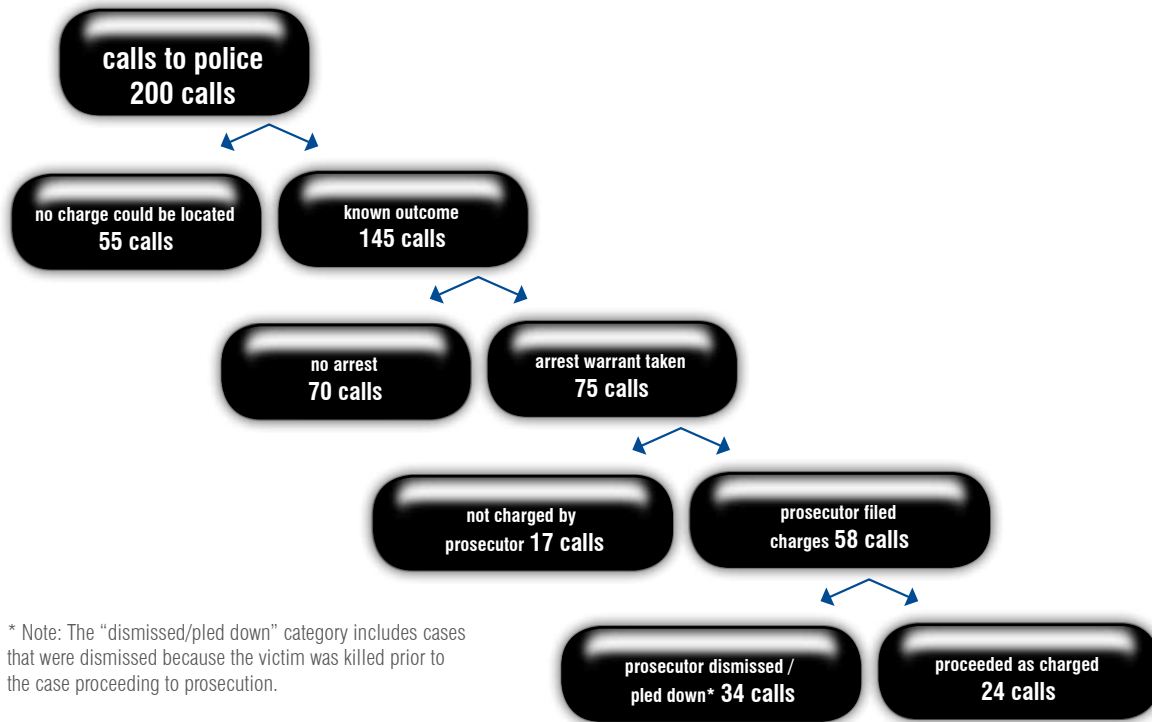 calls to police
200 calls
no charge could be located
55 calls
known outcome
145 calls
no arrest
70 calls
arrest warrant taken
75 calls
not charged by
prosecutor 17 calls
prosecutor filed
charges 58 calls
prosecutor dismissed /
pled down* 34 calls
proceeded as charged
24 calls
* Note: The “dismissed/pled down” category includes cases
that were dismissed because the victim was killed prior to
the case proceeding to prosecution.